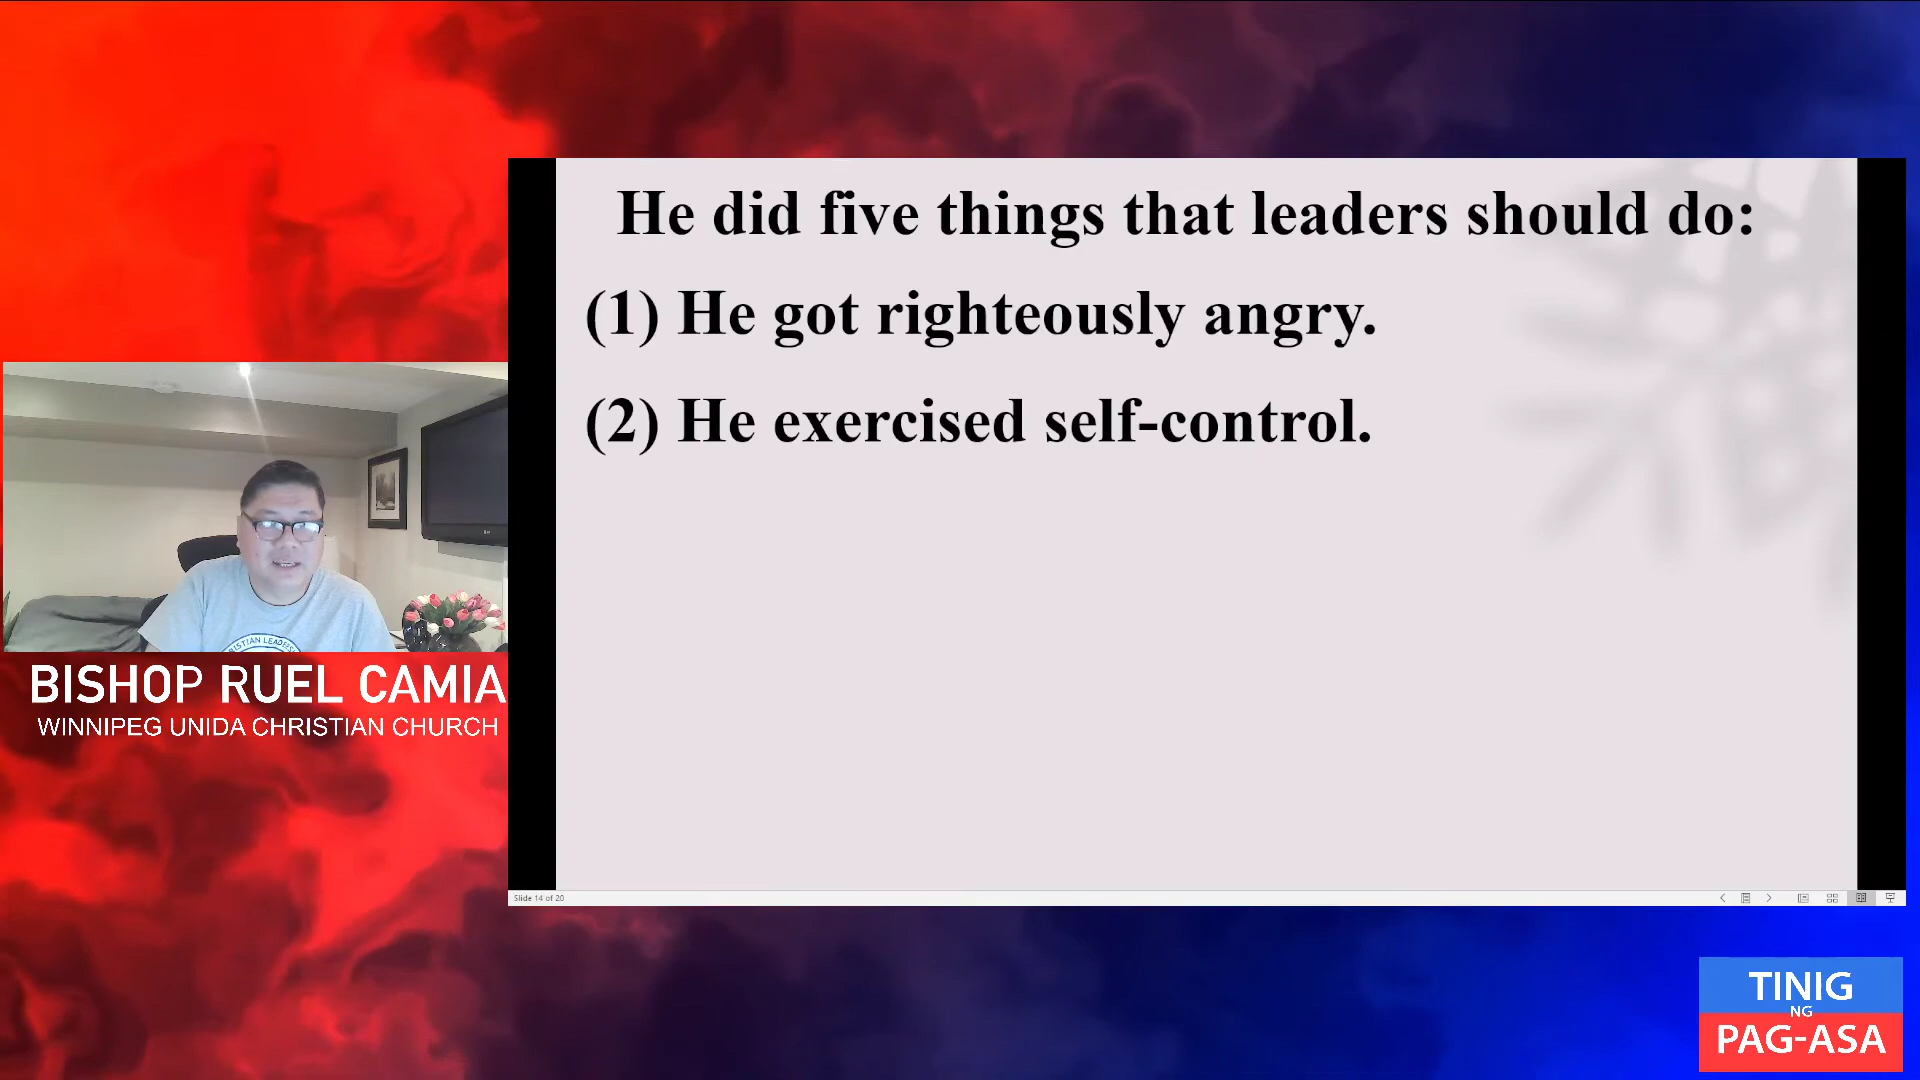 He did five things that leaders should do:
(1) He got righteously angry.
(2) He exercised self-control.
BISHOP RUEL CAMIA
WINNIPEG UNIDA CHRISTIAN CHURCH
Slide 14 of 20
TINIG
NG
PAG-ASA